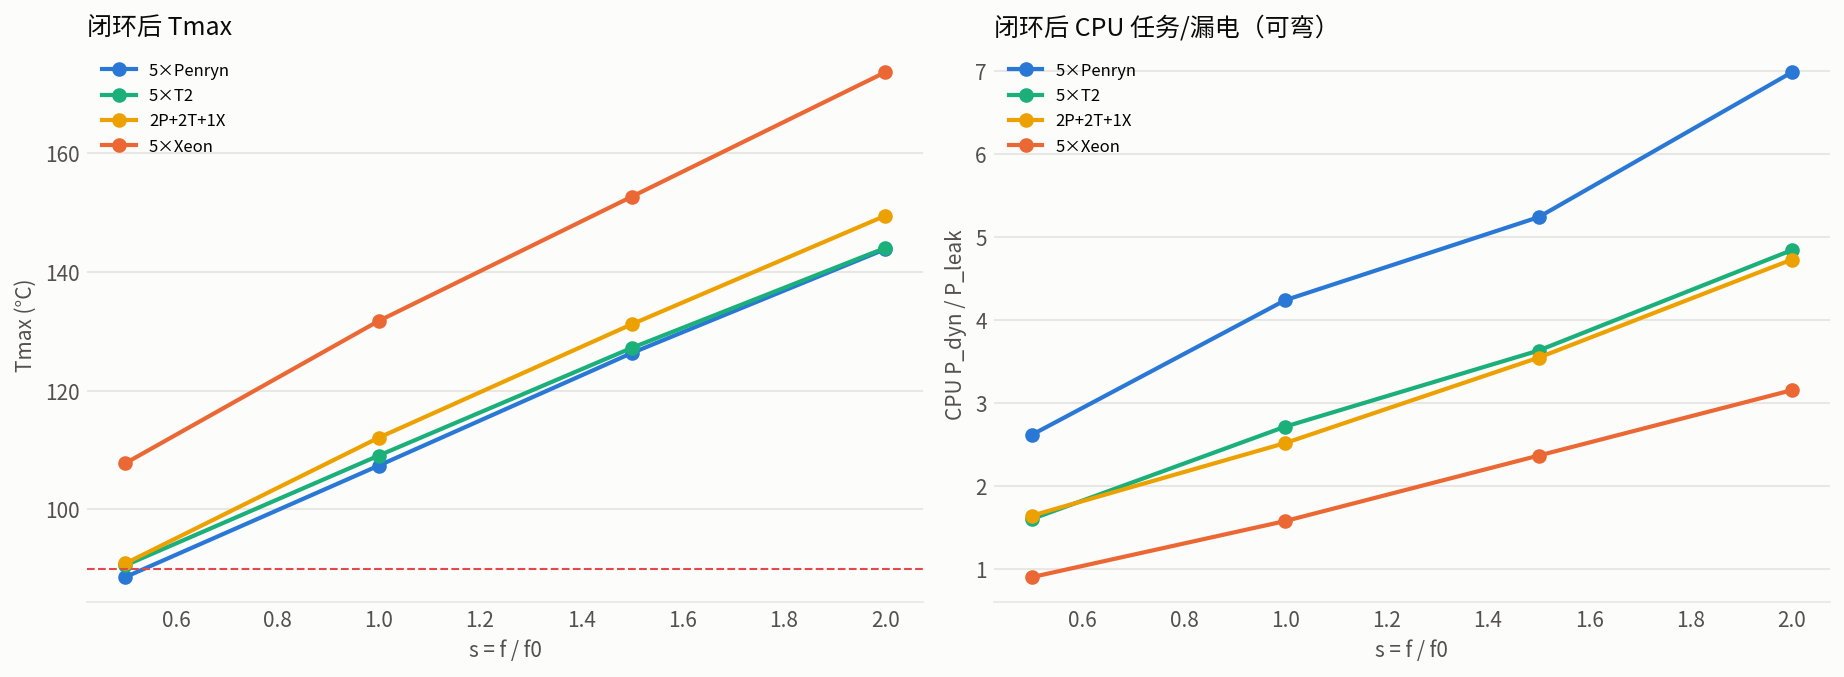 闭环后 Tmax
5×Penryn
5×T2
2P+2T+1X
5×Xeon
160
140
120
100
Tmax (°C)
0.6 0.8 1.0 1.2 1.4 1.6 1.8 2.0
s = f / f0
闭环后 CPU 任务/漏电（可弯）
5×Penryn
5×T2
2P+2T+1X
5×Xeon
7
6
5
4
3
2
1
CPU P_dyn / P_leak
0.6 0.8 1.0 1.2 1.4 1.6 1.8 2.0
s = f / f0